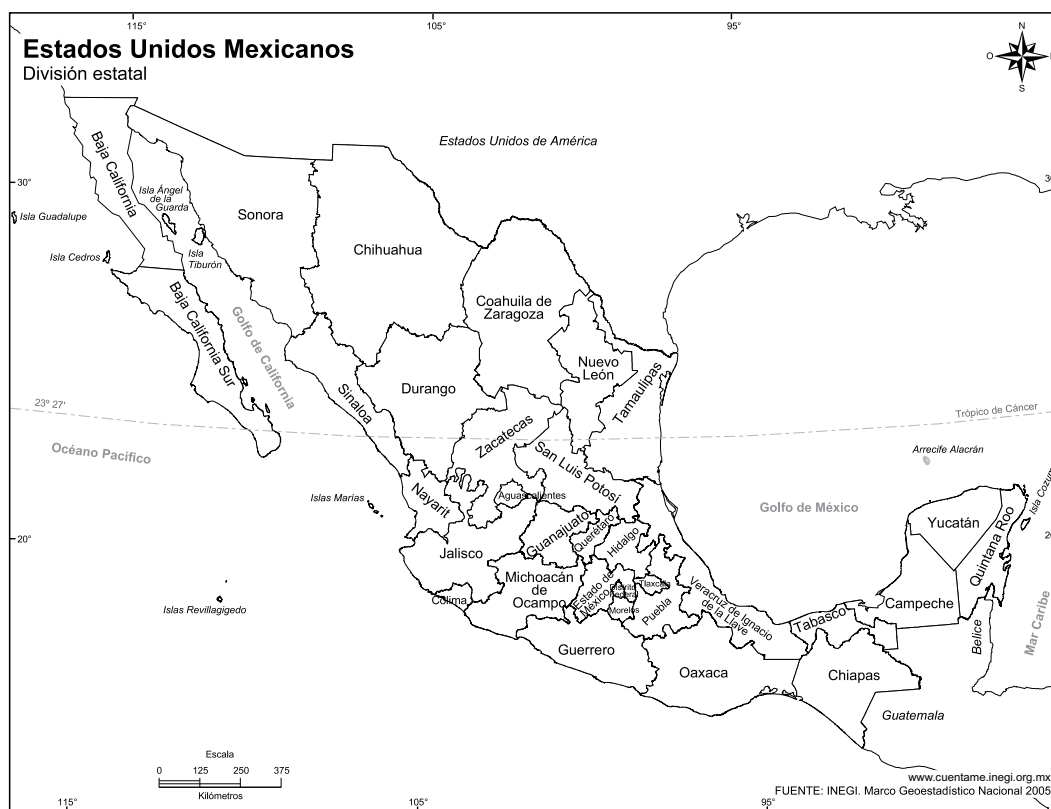 115°
105°
95°
Estados Unidos Mexicanos
División estatal
N
O
S
Estados Unidos de América
30°
Baja California
Isla Ángel
de la
Guarda
Sonora
Isla Guadalupe
Chihuahua
Isla Cedros
Isla
Tiburón
Baja California Sur
Golfo de California
Coahuila de
Zaragoza
Nuevo
León
Tamaulipas
Durango
Sinaloa
23° 27'
Trópico de Cáncer
Zacatecas
San Luis Potosí
Océano Pacífico
Arrecife Alacrán
Nayarit
Islas Marías
Aguascalientes
Golfo de México
Yucatán
Quintana Roo
Guanajuato
Querétaro
Hidalgo
20°
Jalisco
Michoacán
de
Ocampo
Estado de
México
Distrito
Federal
Tlaxcala
Morelos
Puebla
Veracruz de Ignacio
de la Llave
Colima
Islas Revillagigedo
Tabasco
Campeche
Belice
Mar Caribe
Guerrero
Oaxaca
Chiapas
Guatemala
Escala
0 125 250 375
Kilómetros
www.cuentame.inegi.org.mx
FUENTE: INEGI. Marco Geoestadístico Nacional 2005
115°
105°
95°